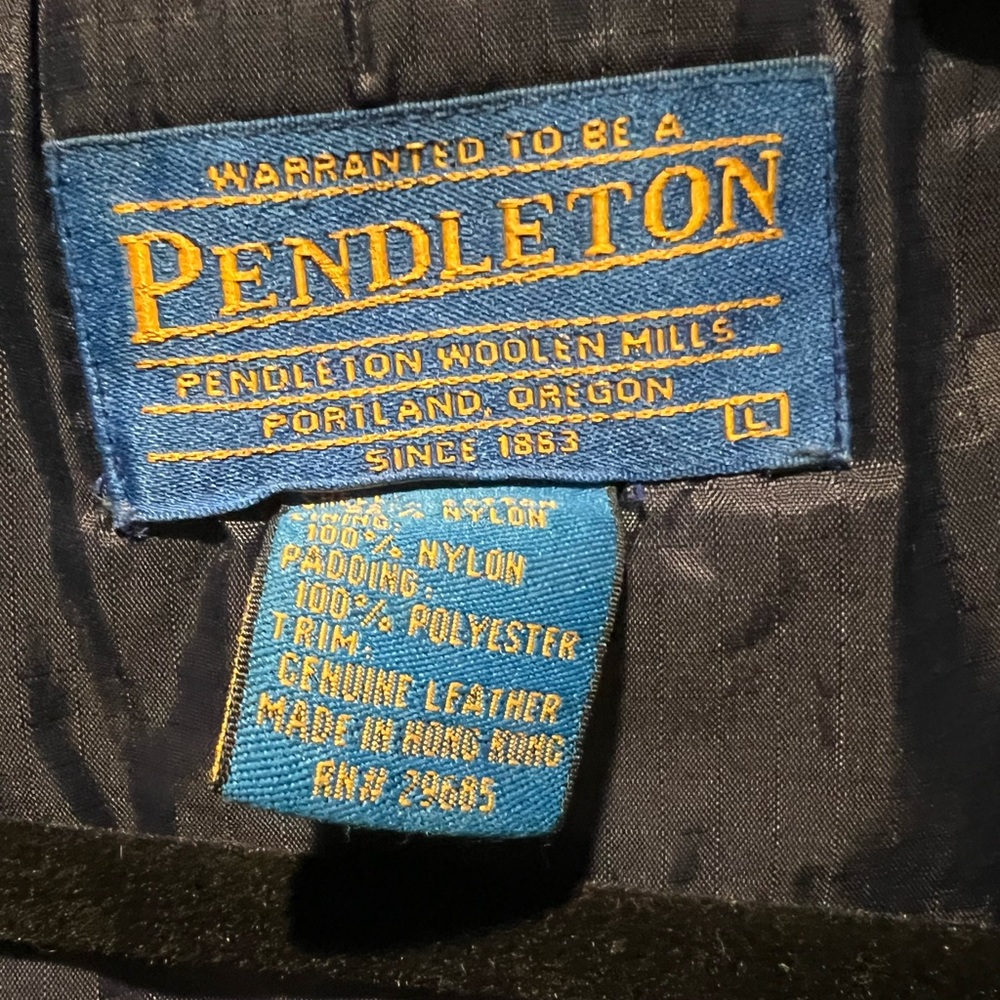 WARRANTED TO BE A
PENDLETON
PENDLETON WOOLEN MILLS
PORTLAND, OREGON
L
SINCE 1863
NYLON
LINING:
100% NYLON
PADDING:
100% POLYESTER
TRIM:
GENUINE LEATHER
MADE IN HONG KONG
RN# 29685